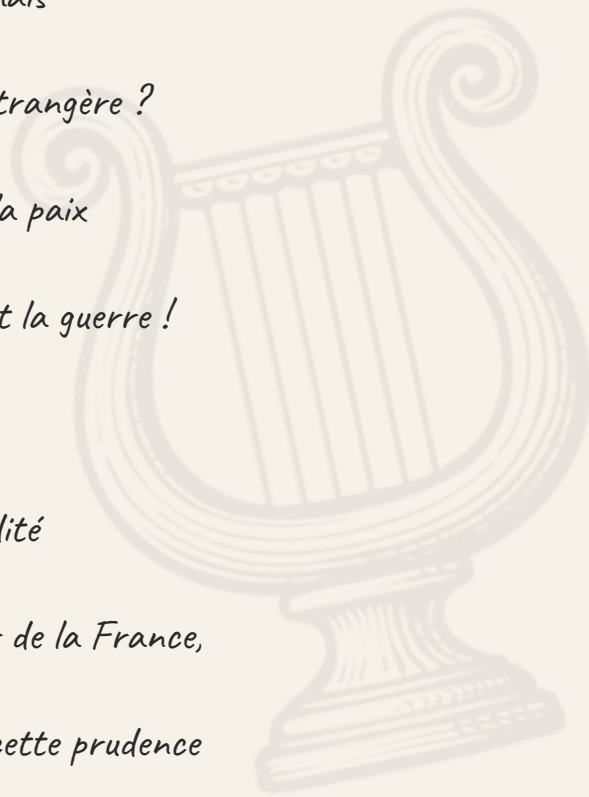 trangère ?
la paix
t la guerre !
lité
de la France,
cette prudence